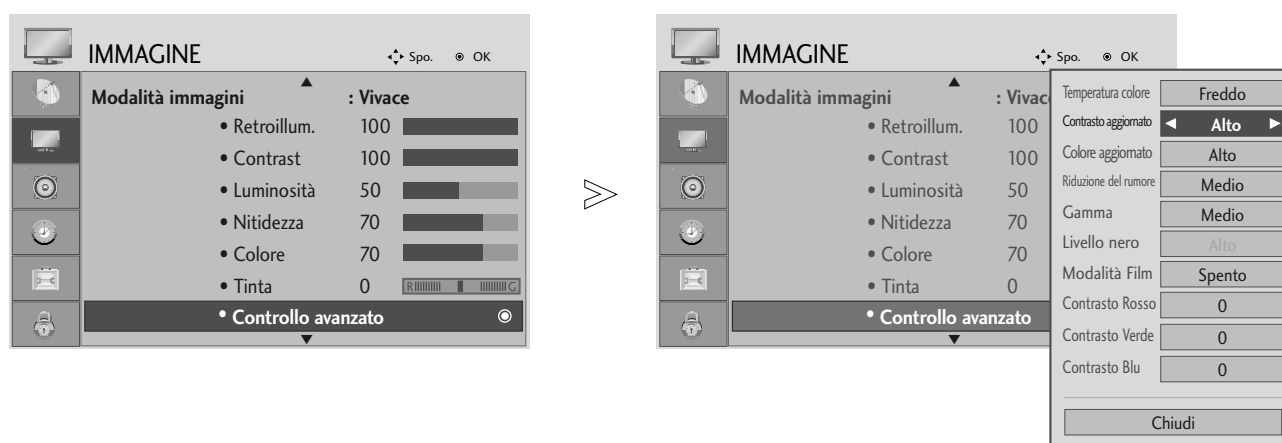 IMMAGINE
Spo. OK
Modalità immagini : Vivace
• Retroillum. 100
• Contrast 100
• Luminosità 50
• Nitidezza 70
• Colore 70
• Tinta 0 R G
• Controllo avanzato
IMMAGINE
Spo. OK
Modalità immagini : Vivac
• Retroillum. 100
• Contrast 100
• Luminosità 50
• Nitidezza 70
• Colore 70
• Tinta 0
• Controllo avanzato
Temperatura colore Freddo
Contrasto aggiornato Alto
Colore aggiornato Alto
Riduzione del rumore Medio
Gamma Medio
Livello nero Alto
Modalità Film Spento
Contrasto Rosso 0
Contrasto Verde 0
Contrasto Blu 0
Chiudi